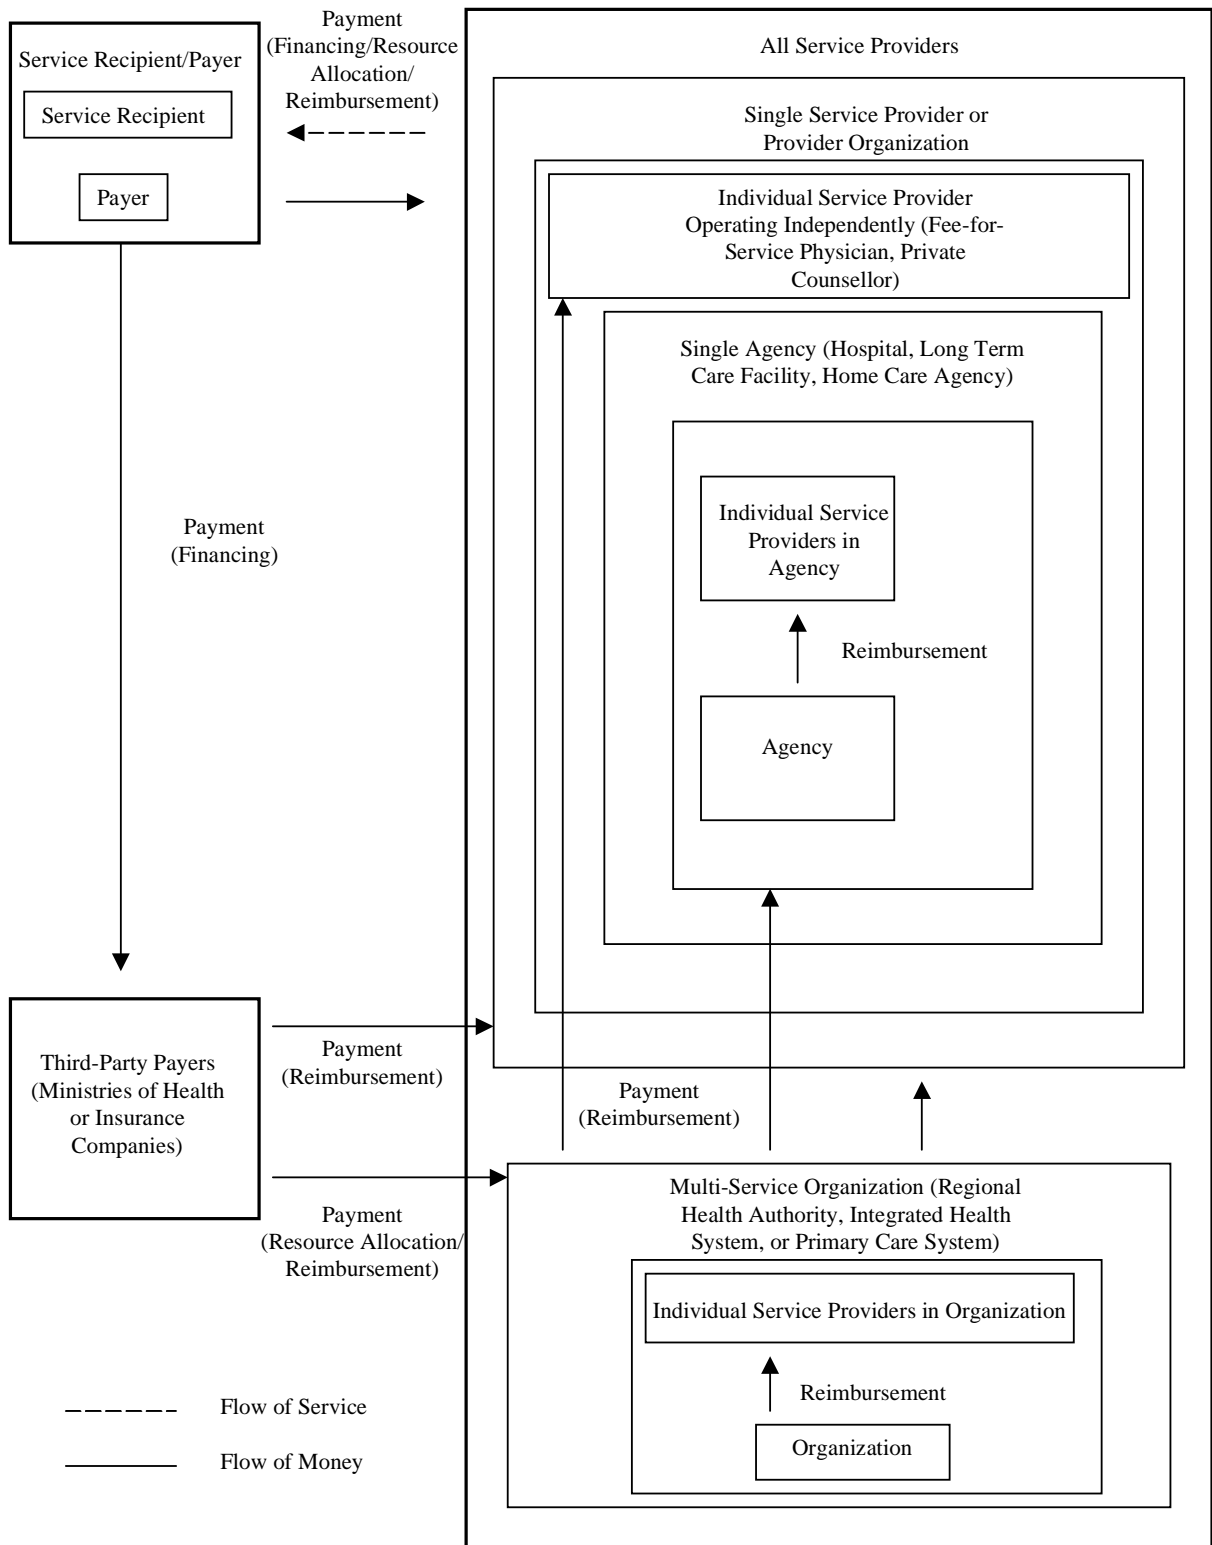 Payment
(Financing/Resource
Allocation/
Reimbursement)
Service Recipient/Payer
Service Recipient
Payer
All Service Providers
Single Service Provider or
Provider Organization
Individual Service Provider
Operating Independently (Fee-for-
Service Physician, Private
Counsellor)
Single Agency (Hospital, Long Term
Care Facility, Home Care Agency)
Individual Service
Providers in
Agency
Reimbursement
Agency
Payment
(Financing)
Third-Party Payers
(Ministries of Health
or Insurance
Companies)
Payment
(Reimbursement)
Payment
(Reimbursement)
Payment
(Resource Allocation/
Reimbursement)
Multi-Service Organization (Regional
Health Authority, Integrated Health
System, or Primary Care System)
Individual Service Providers in Organization
Reimbursement
Organization
Flow of Service
Flow of Money